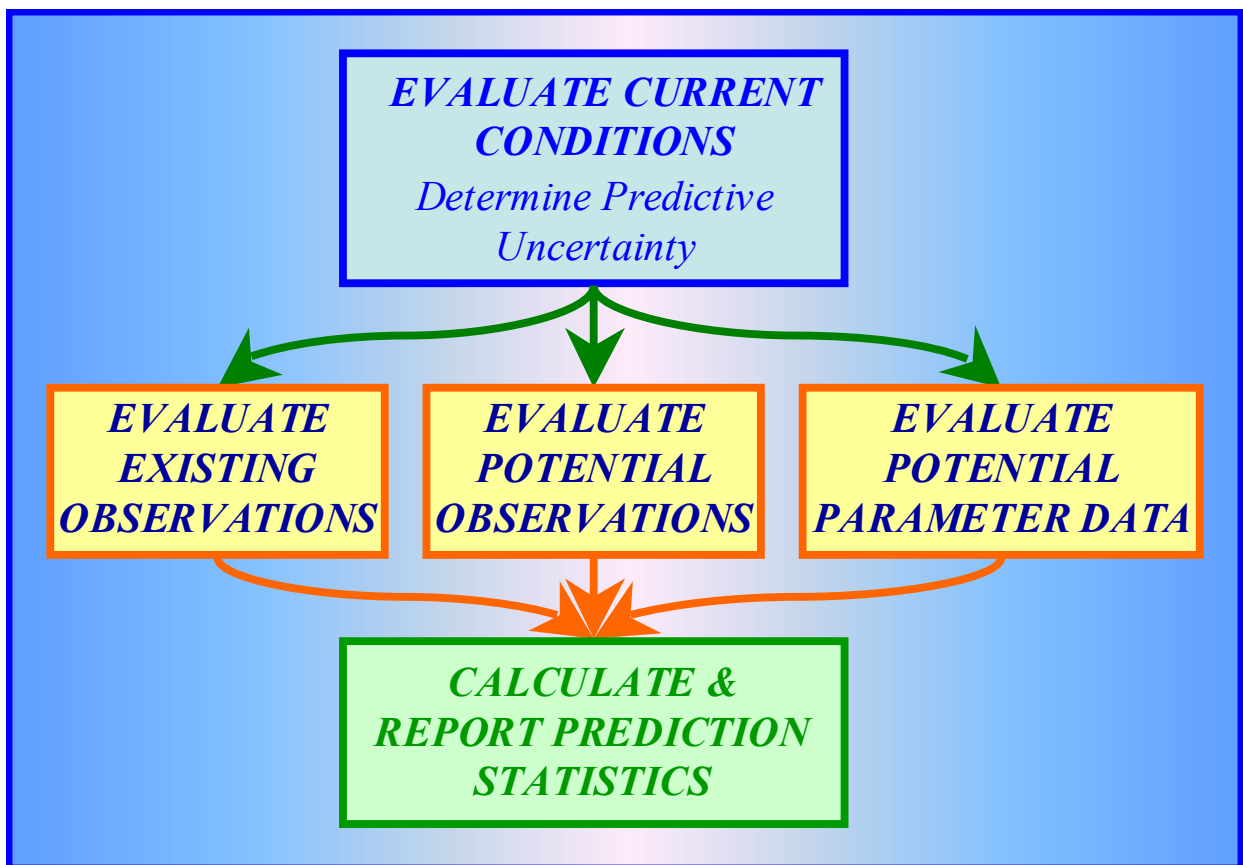 EVALUATE CURRENT
CONDITIONS
Determine Predictive
Uncertainty
EVALUATE
EXISTING
OBSERVATIONS
EVALUATE
POTENTIAL
OBSERVATIONS
EVALUATE
POTENTIAL
PARAMETER DATA
CALCULATE &
REPORT PREDICTION
STATISTICS